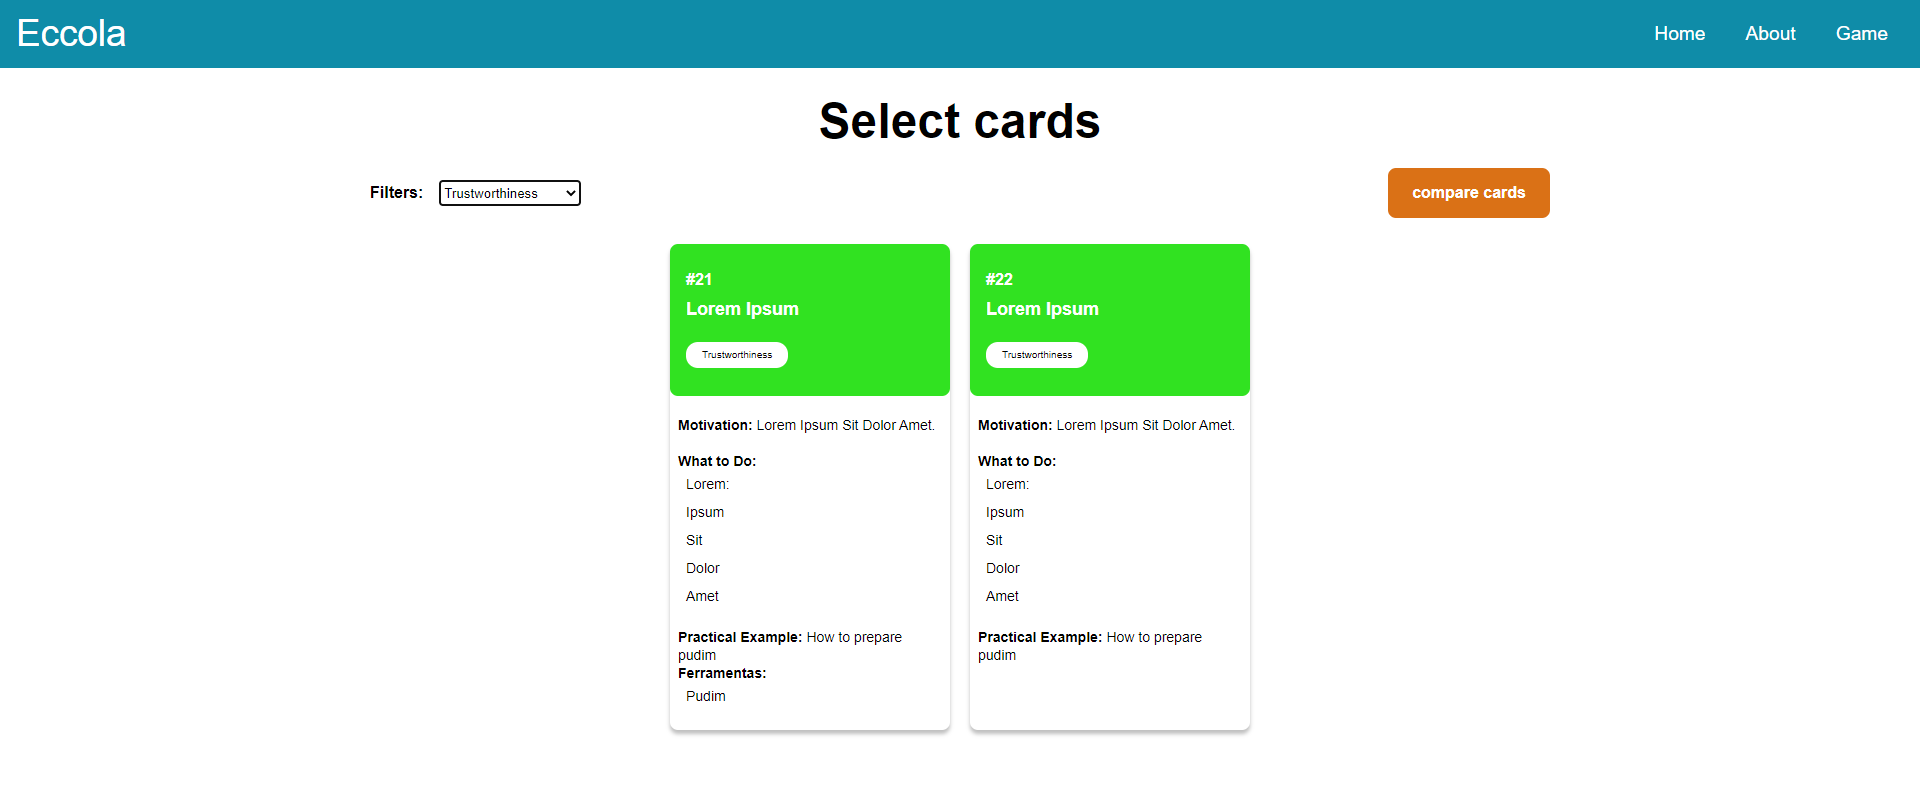 Eccola
Home About Game
Select cards
Filters: Trustworthiness
compare cards
#21
Lorem Ipsum
Trustworthiness
Motivation: Lorem Ipsum Sit Dolor Amet.
What to Do:
Lorem:
Ipsum
Sit
Dolor
Amet
Practical Example: How to prepare
pudim
Ferramentas:
Pudim
#22
Lorem Ipsum
Trustworthiness
Motivation: Lorem Ipsum Sit Dolor Amet.
What to Do:
Lorem:
Ipsum
Sit
Dolor
Amet
Practical Example: How to prepare
pudim